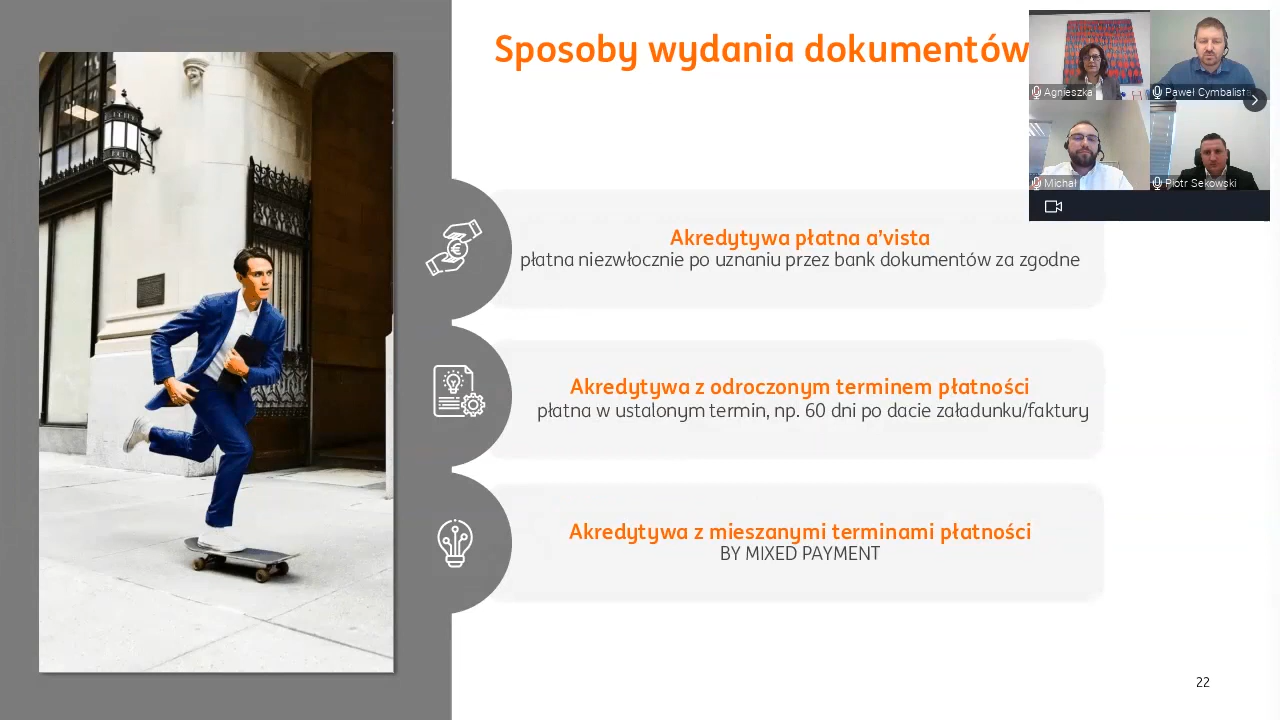 Sposoby wydania dokumentów
Agnieszka
Paweł Cymbalista
Michał
Piotr Sekowski
Akredytywa płatna a'vista
płatna niezwłocznie po uznaniu przez bank dokumentów za zgodne
Akredytywa z odroczonym terminem płatności
płatna w ustalonym termin, np. 60 dni po dacie załadunku/faktury
Akredytywa z mieszanymi terminami płatności
BY MIXED PAYMENT
22